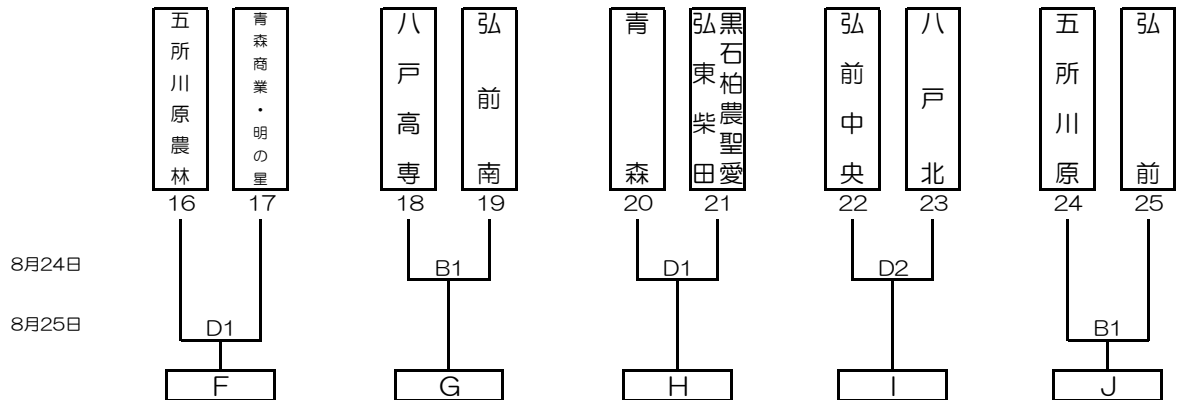 五所川原農林
青森商業・明の星
八戸高専
弘前南
青森
黒石柏農聖愛
弘東柴田
弘前中央
八戸北
五所川原
弘前
16
17
18
19
20
21
22
23
24
25
8月24日
B1
D1
D2
8月25日
D1
B1
F
G
H
I
J